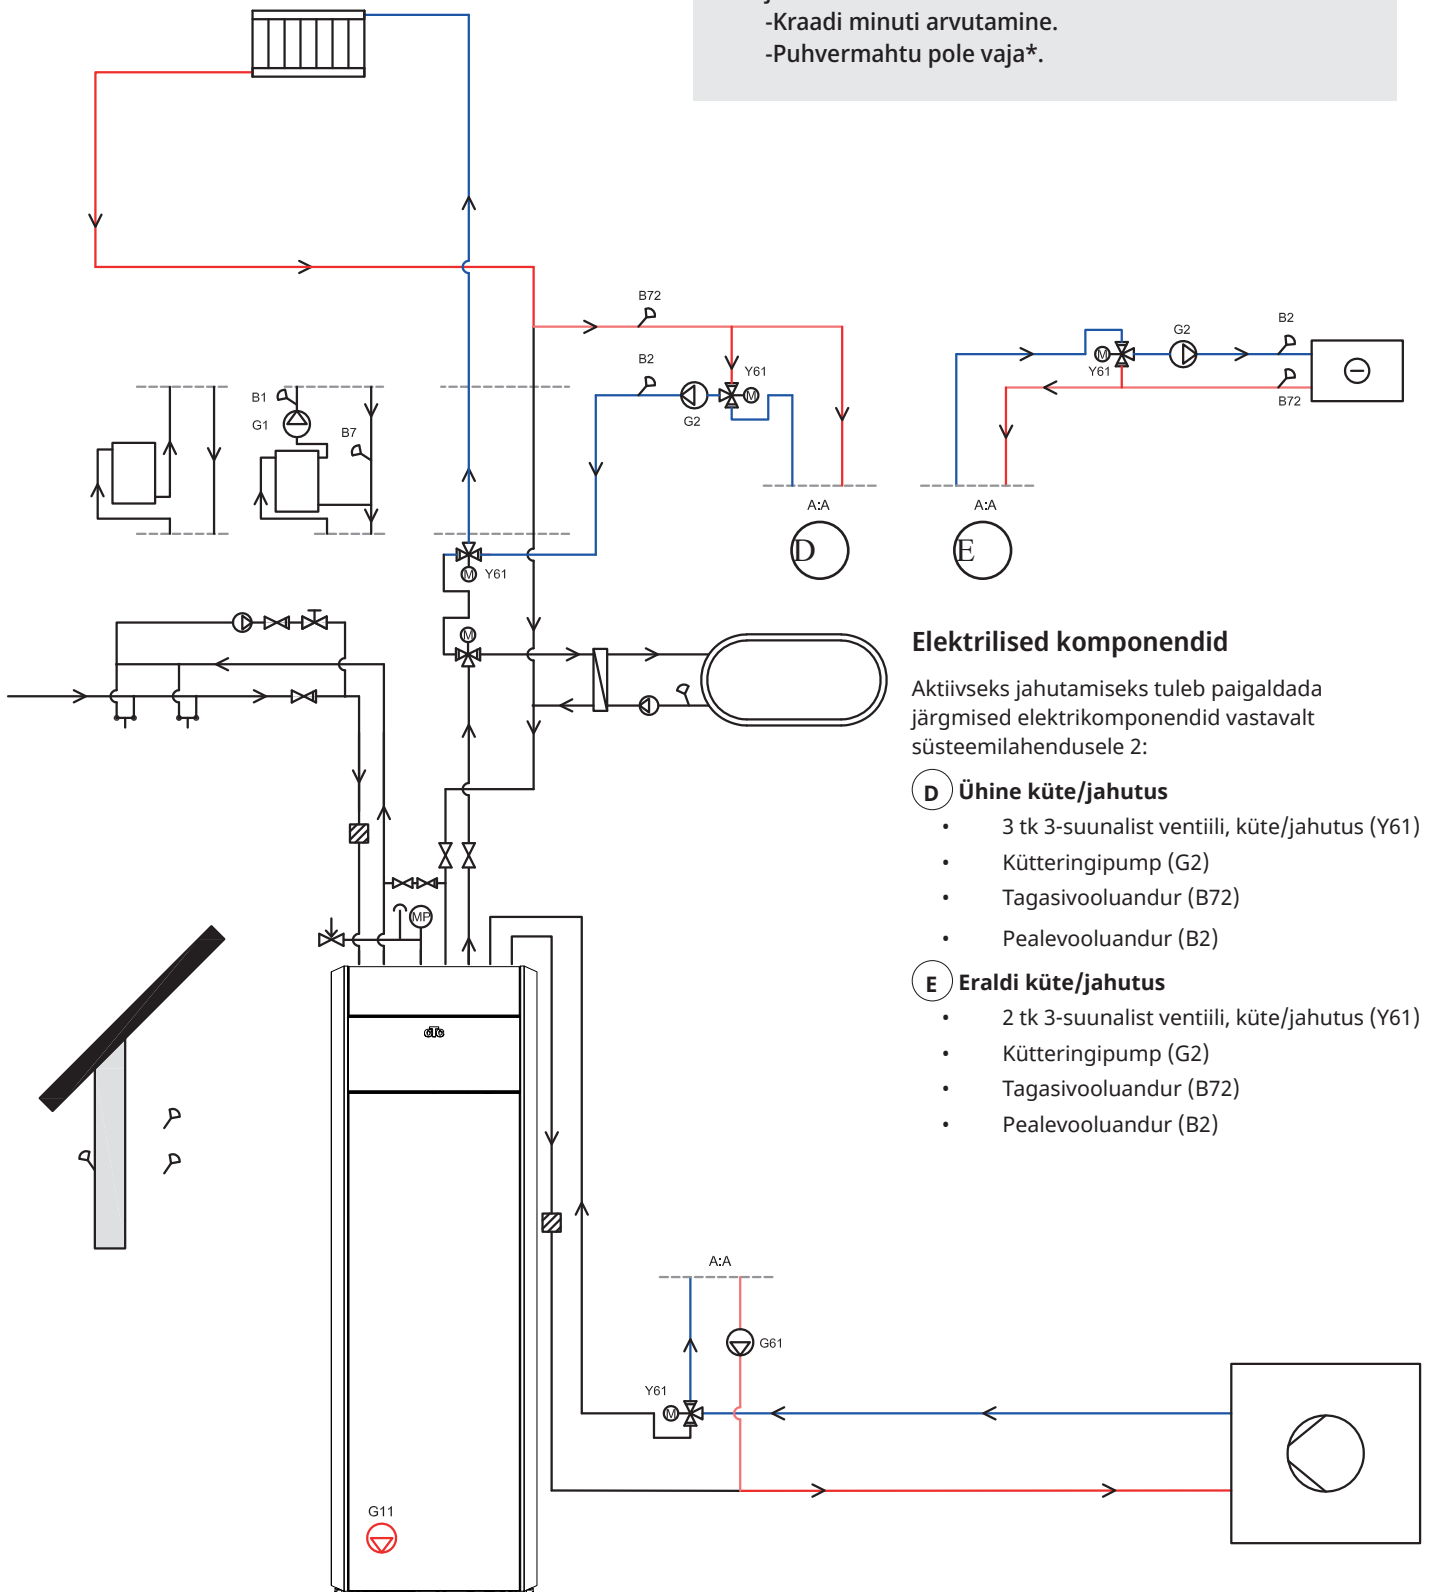 -Kraadi minuti arvutamine.
-Puhvermahtu pole vaja*.
B72
B2
Y61
G2
G2
B2
Y61
B72
B1
G1
B7
A:A
A:A
D
E
M
M
M
M
Y61
MP
Elektrilised komponendid
Aktiivseks jahutamiseks tuleb paigaldada
järgmised elektrikomponendid vastavalt
süsteemilahendusele 2:
D Ühine küte/jahutus
• 3 tk 3-suunalist ventiili, küte/jahutus (Y61)
• Kütteringipump (G2)
• Tagasivooluandur (B72)
• Pealevooluandur (B2)
E Eraldi küte/jahutus
• 2 tk 3-suunalist ventiili, küte/jahutus (Y61)
• Kütteringipump (G2)
• Tagasivooluandur (B72)
• Pealevooluandur (B2)
cTc
A:A
G61
Y61
M
G11